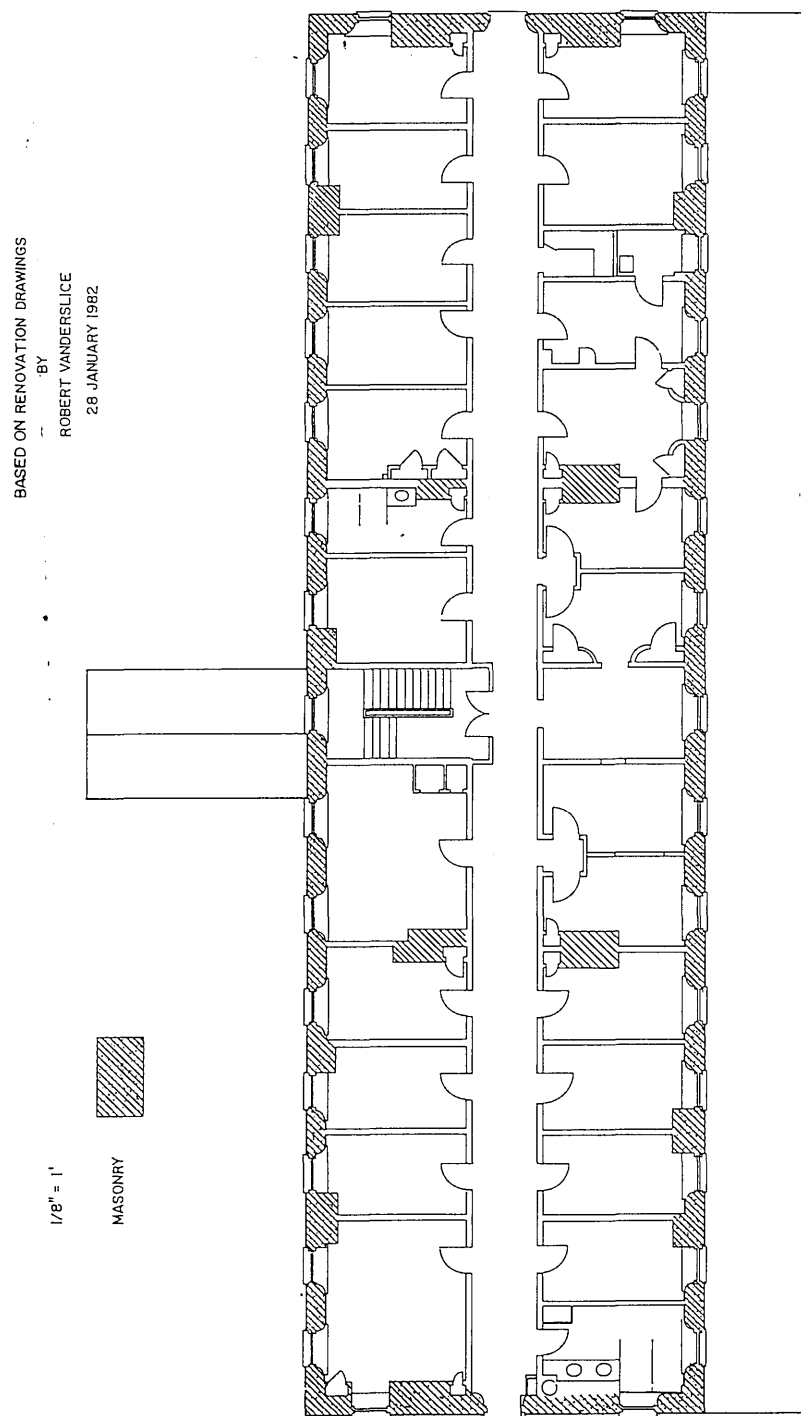 BASED ON RENOVATION DRAWINGS
BY
ROBERT VANDERSLICE
28 JANUARY 1982
1/8" = 1'
MASONRY